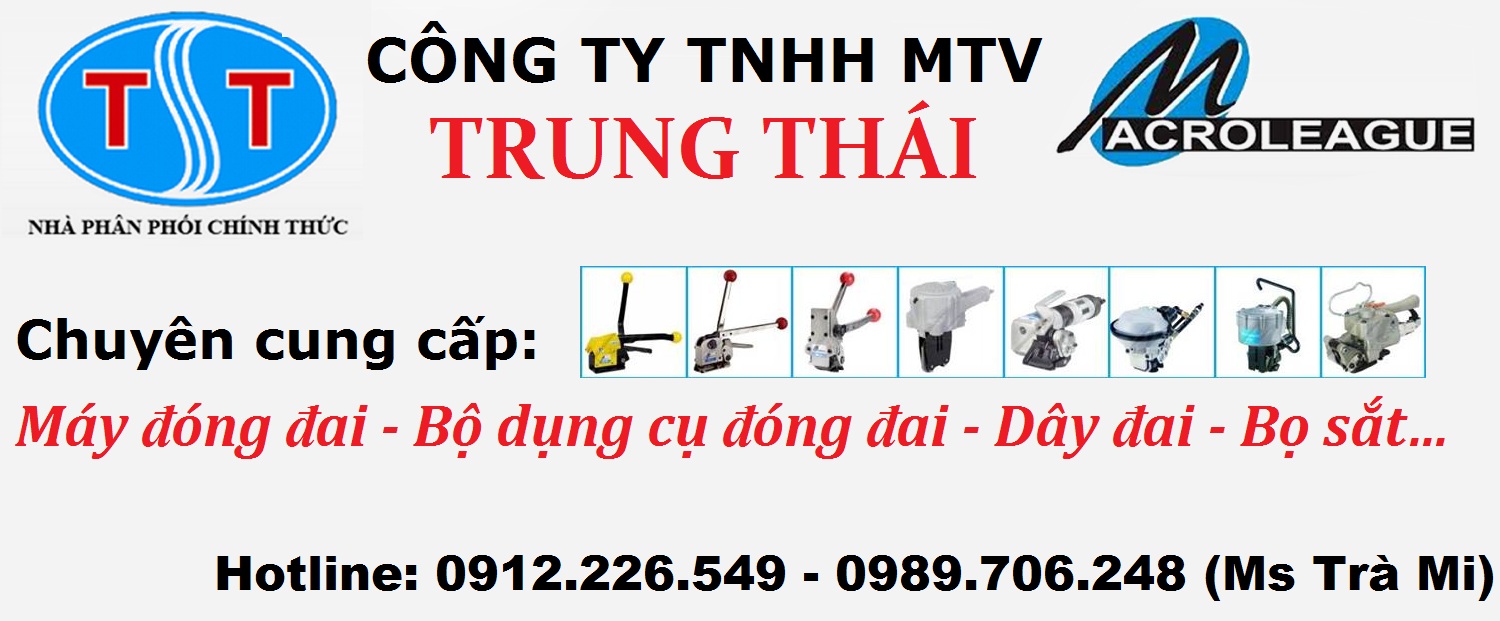 TST
NHÀ PHÂN PHỐI CHÍNH THỨC
CÔNG TY TNHH MTV
TRUNG THÁI
MACROLEAGUE
Chuyên cung cấp:
Máy đóng đai - Bộ dụng cụ đóng đai - Dây đai - Bọ sắt...
Hotline: 0912.226.549 - 0989.706.248 (Ms Trà Mi)